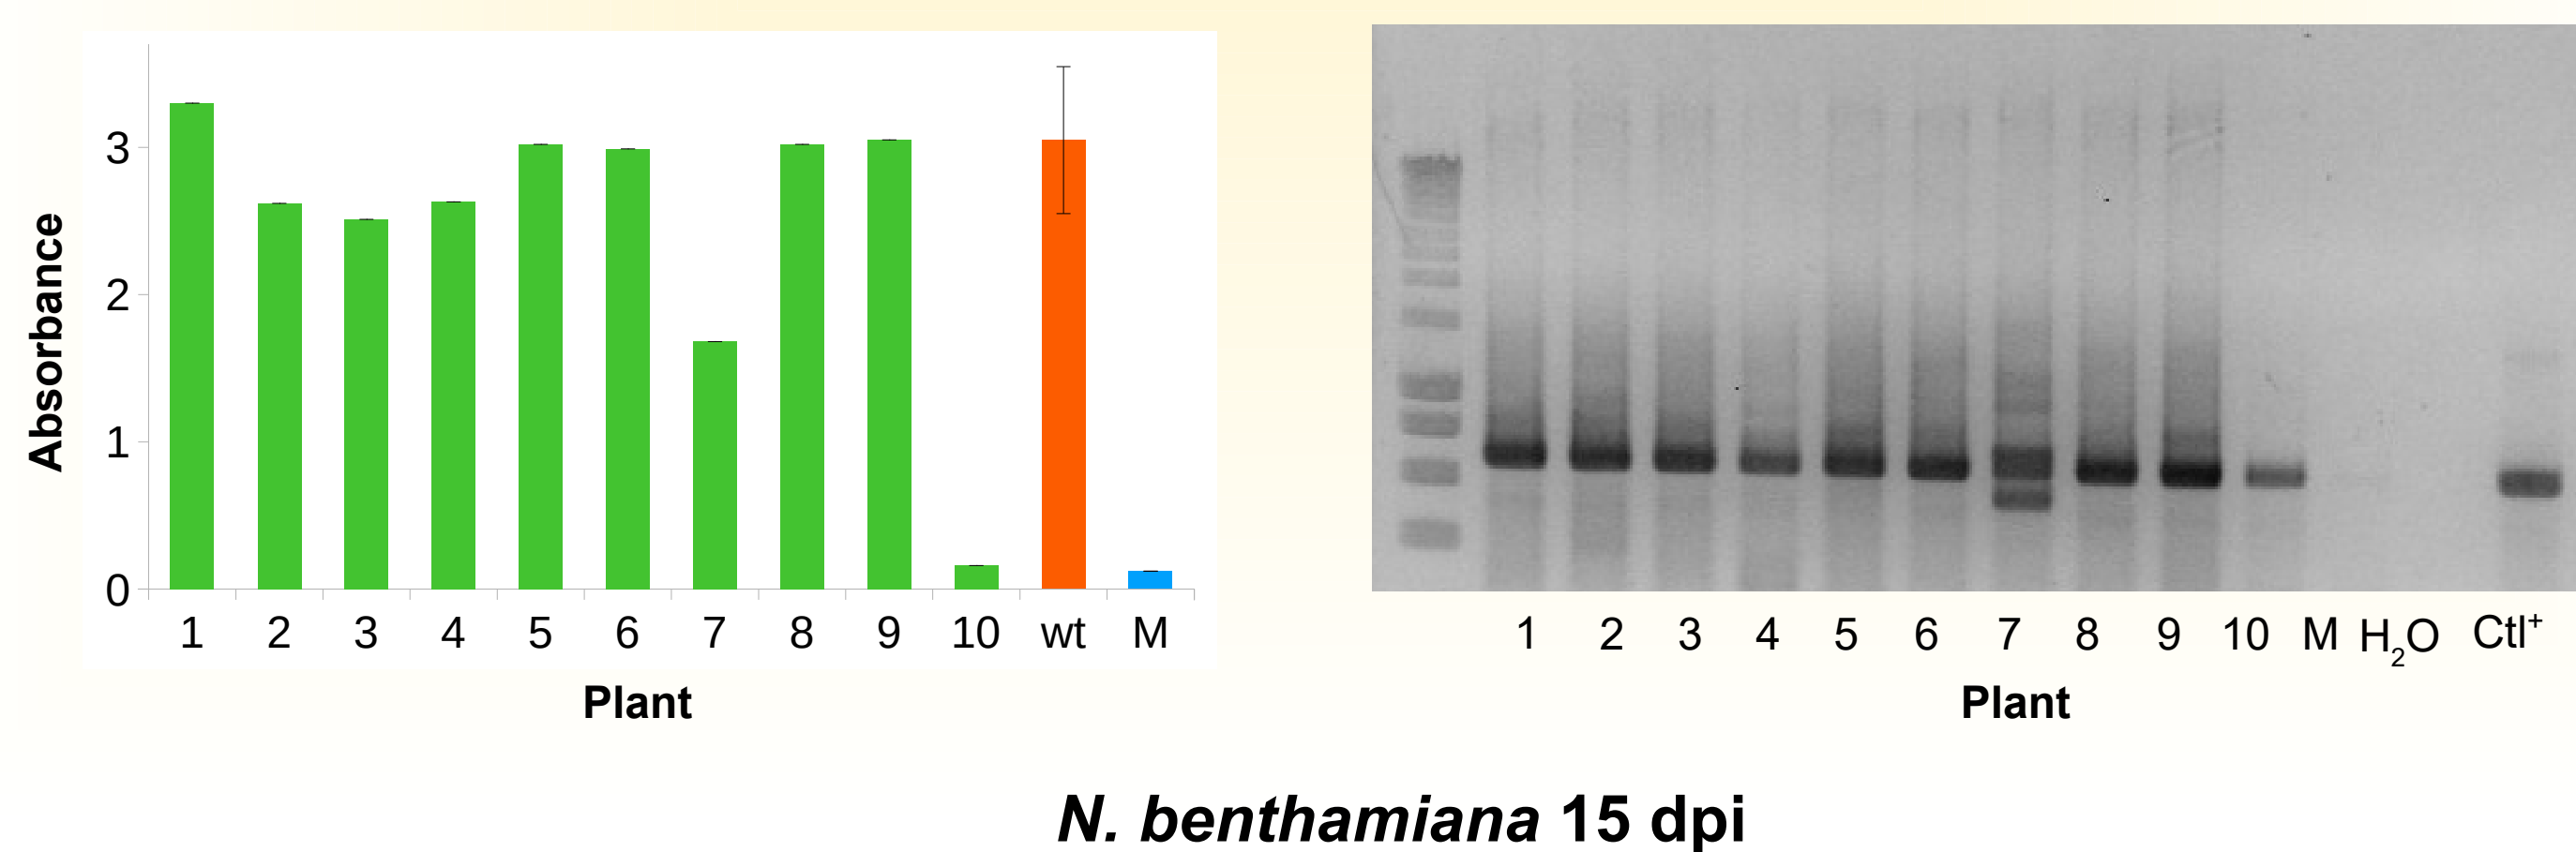 Absorbance
3
2
1
0
1 2 3 4 5 6 7 8 9 10 wt M
Plant
1 2 3 4 5 6 7 8 9 10 M H₂O Ctl⁺
Plant
N. benthamiana 15 dpi